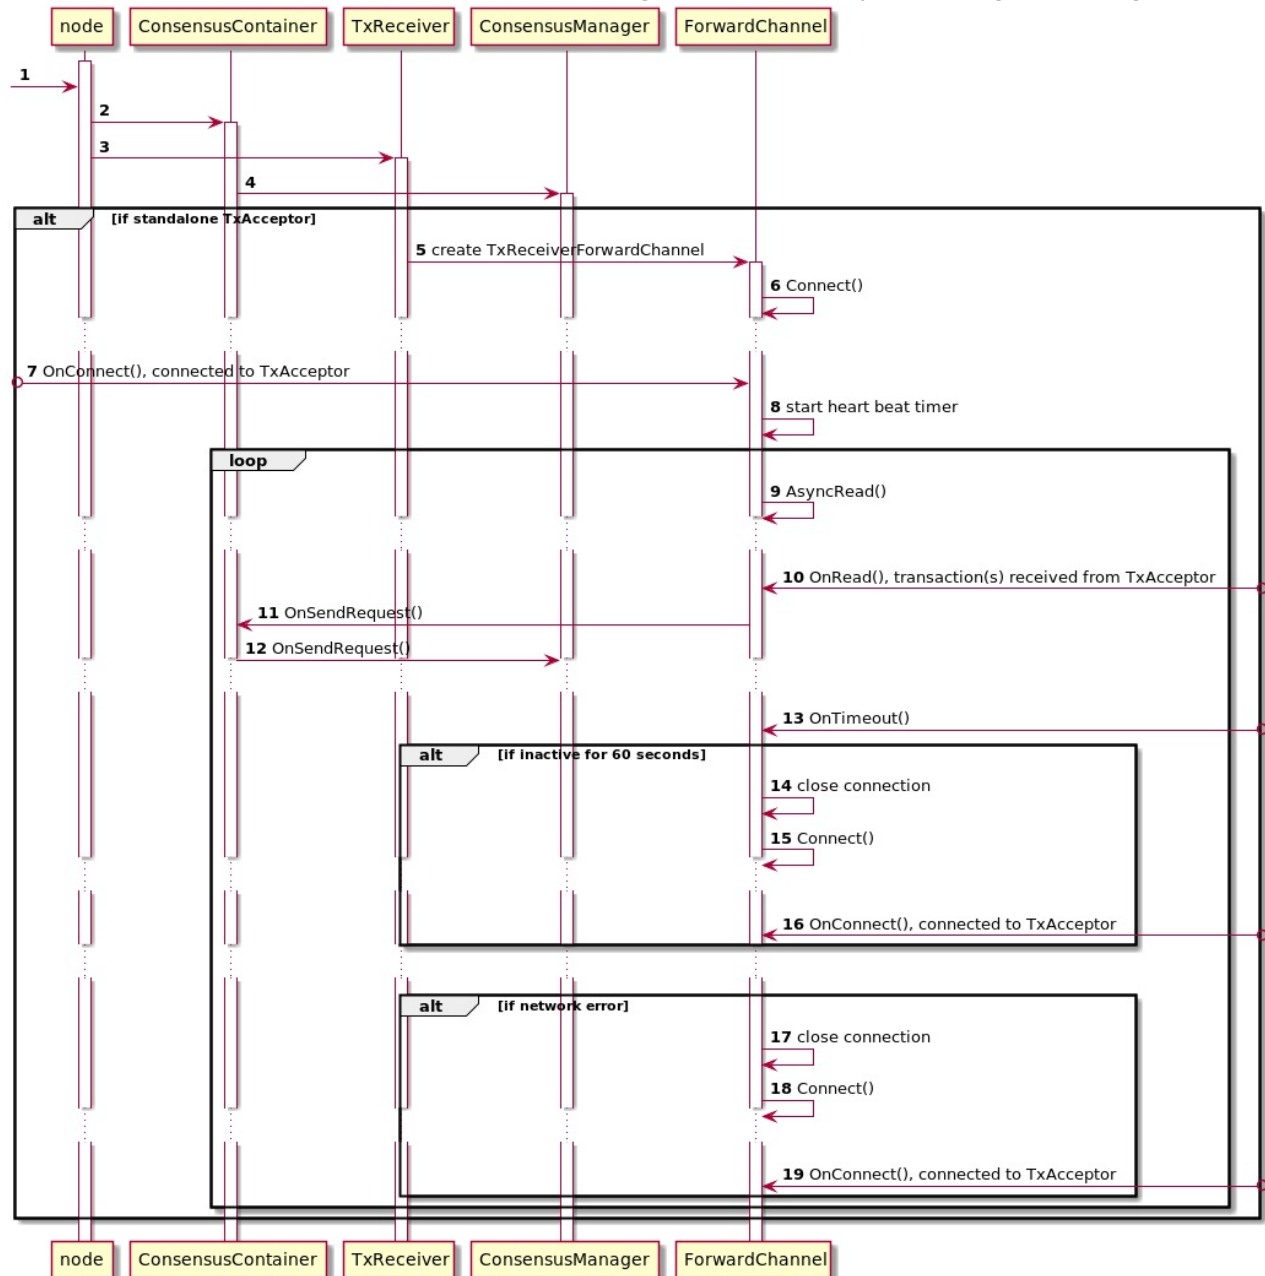 node ConsensusContainer TxReceiver ConsensusManager ForwardChannel
1
2
3
4
alt [if standalone TxAcceptor]
5 create TxReceiverForwardChannel
6 Connect()
7 OnConnect(), connected to TxAcceptor
8 start heart beat timer
loop
9 AsyncRead()
10 OnRead(), transaction(s) received from TxAcceptor
11 OnSendRequest()
12 OnSendRequest()
13 OnTimeout()
alt [if inactive for 60 seconds]
14 close connection
15 Connect()
16 OnConnect(), connected to TxAcceptor
alt [if network error]
17 close connection
18 Connect()
19 OnConnect(), connected to TxAcceptor
node ConsensusContainer TxReceiver ConsensusManager ForwardChannel